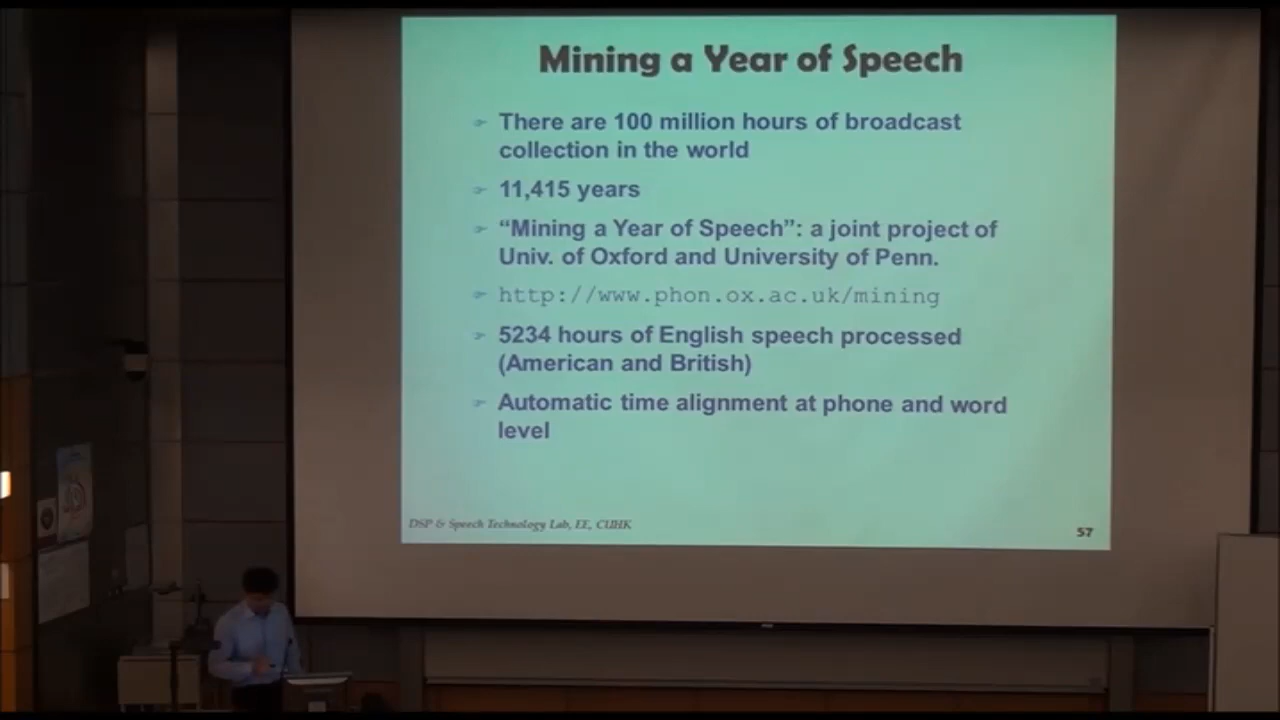 Mining a Year of Speech
There are 100 million hours of broadcast
collection in the world
11,415 years
“Mining a Year of Speech”: a joint project of
Univ. of Oxford and University of Penn.
http://www.phon.ox.ac.uk/mining
5234 hours of English speech processed
(American and British)
Automatic time alignment at phone and word
level
DSP & Speech Technology Lab, EE, CUHK
57